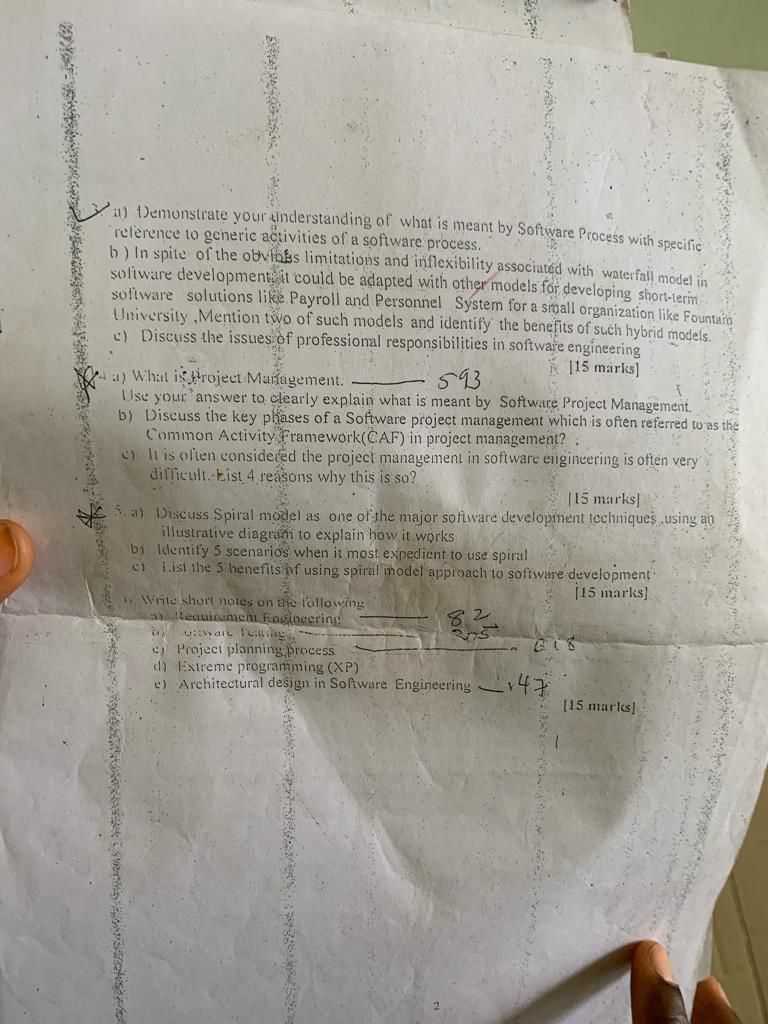 3. a) Demonstrate your understanding of what is meant by Software Process with specific
reference to generic activities of a software process.
b ) In spite of the obvious limitations and inflexibility associated with waterfall model in
software development, it could be adapted with other models for developing short-term
software solutions like Payroll and Personnel System for a small organization like Fountain
University ,Mention two of such models and identify the benefits of such hybrid models.
c) Discuss the issues of professional responsibilities in software engineering
[15 marks]
4 a) What is Project Management. 593
Use your answer to clearly explain what is meant by Software Project Management.
b) Discuss the key phases of a Software project management which is often referred to as the
Common Activity Framework(CAF) in project management?
c) It is often considered the project management in software engineering is often very
difficult. List 4 reasons why this is so?
[15 marks]
5. a) Discuss Spiral model as one of the major software development techniques ,using an
illustrative diagram to explain how it works
b) Identify 5 scenarios when it most expedient to use spiral
c) List the 5 benefits of using spiral model approach to software development
[15 marks]
Write short notes on the following
a) Requirement Engineering 82
b) Software Testing 205
c) Project planning process 618
d) Extreme programming (XP)
e) Architectural design in Software Engineering 147
[15 marks]
2